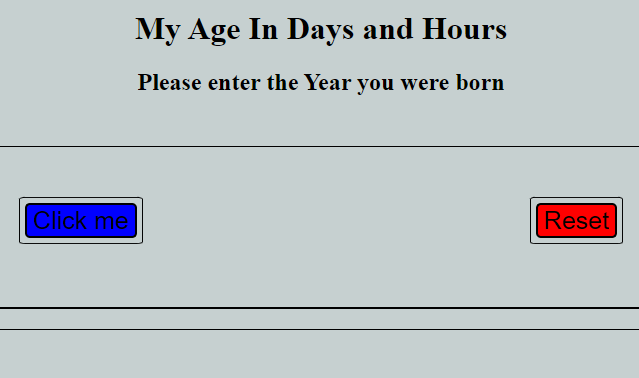 My Age In Days and Hours
Please enter the Year you were born
Click me
Reset